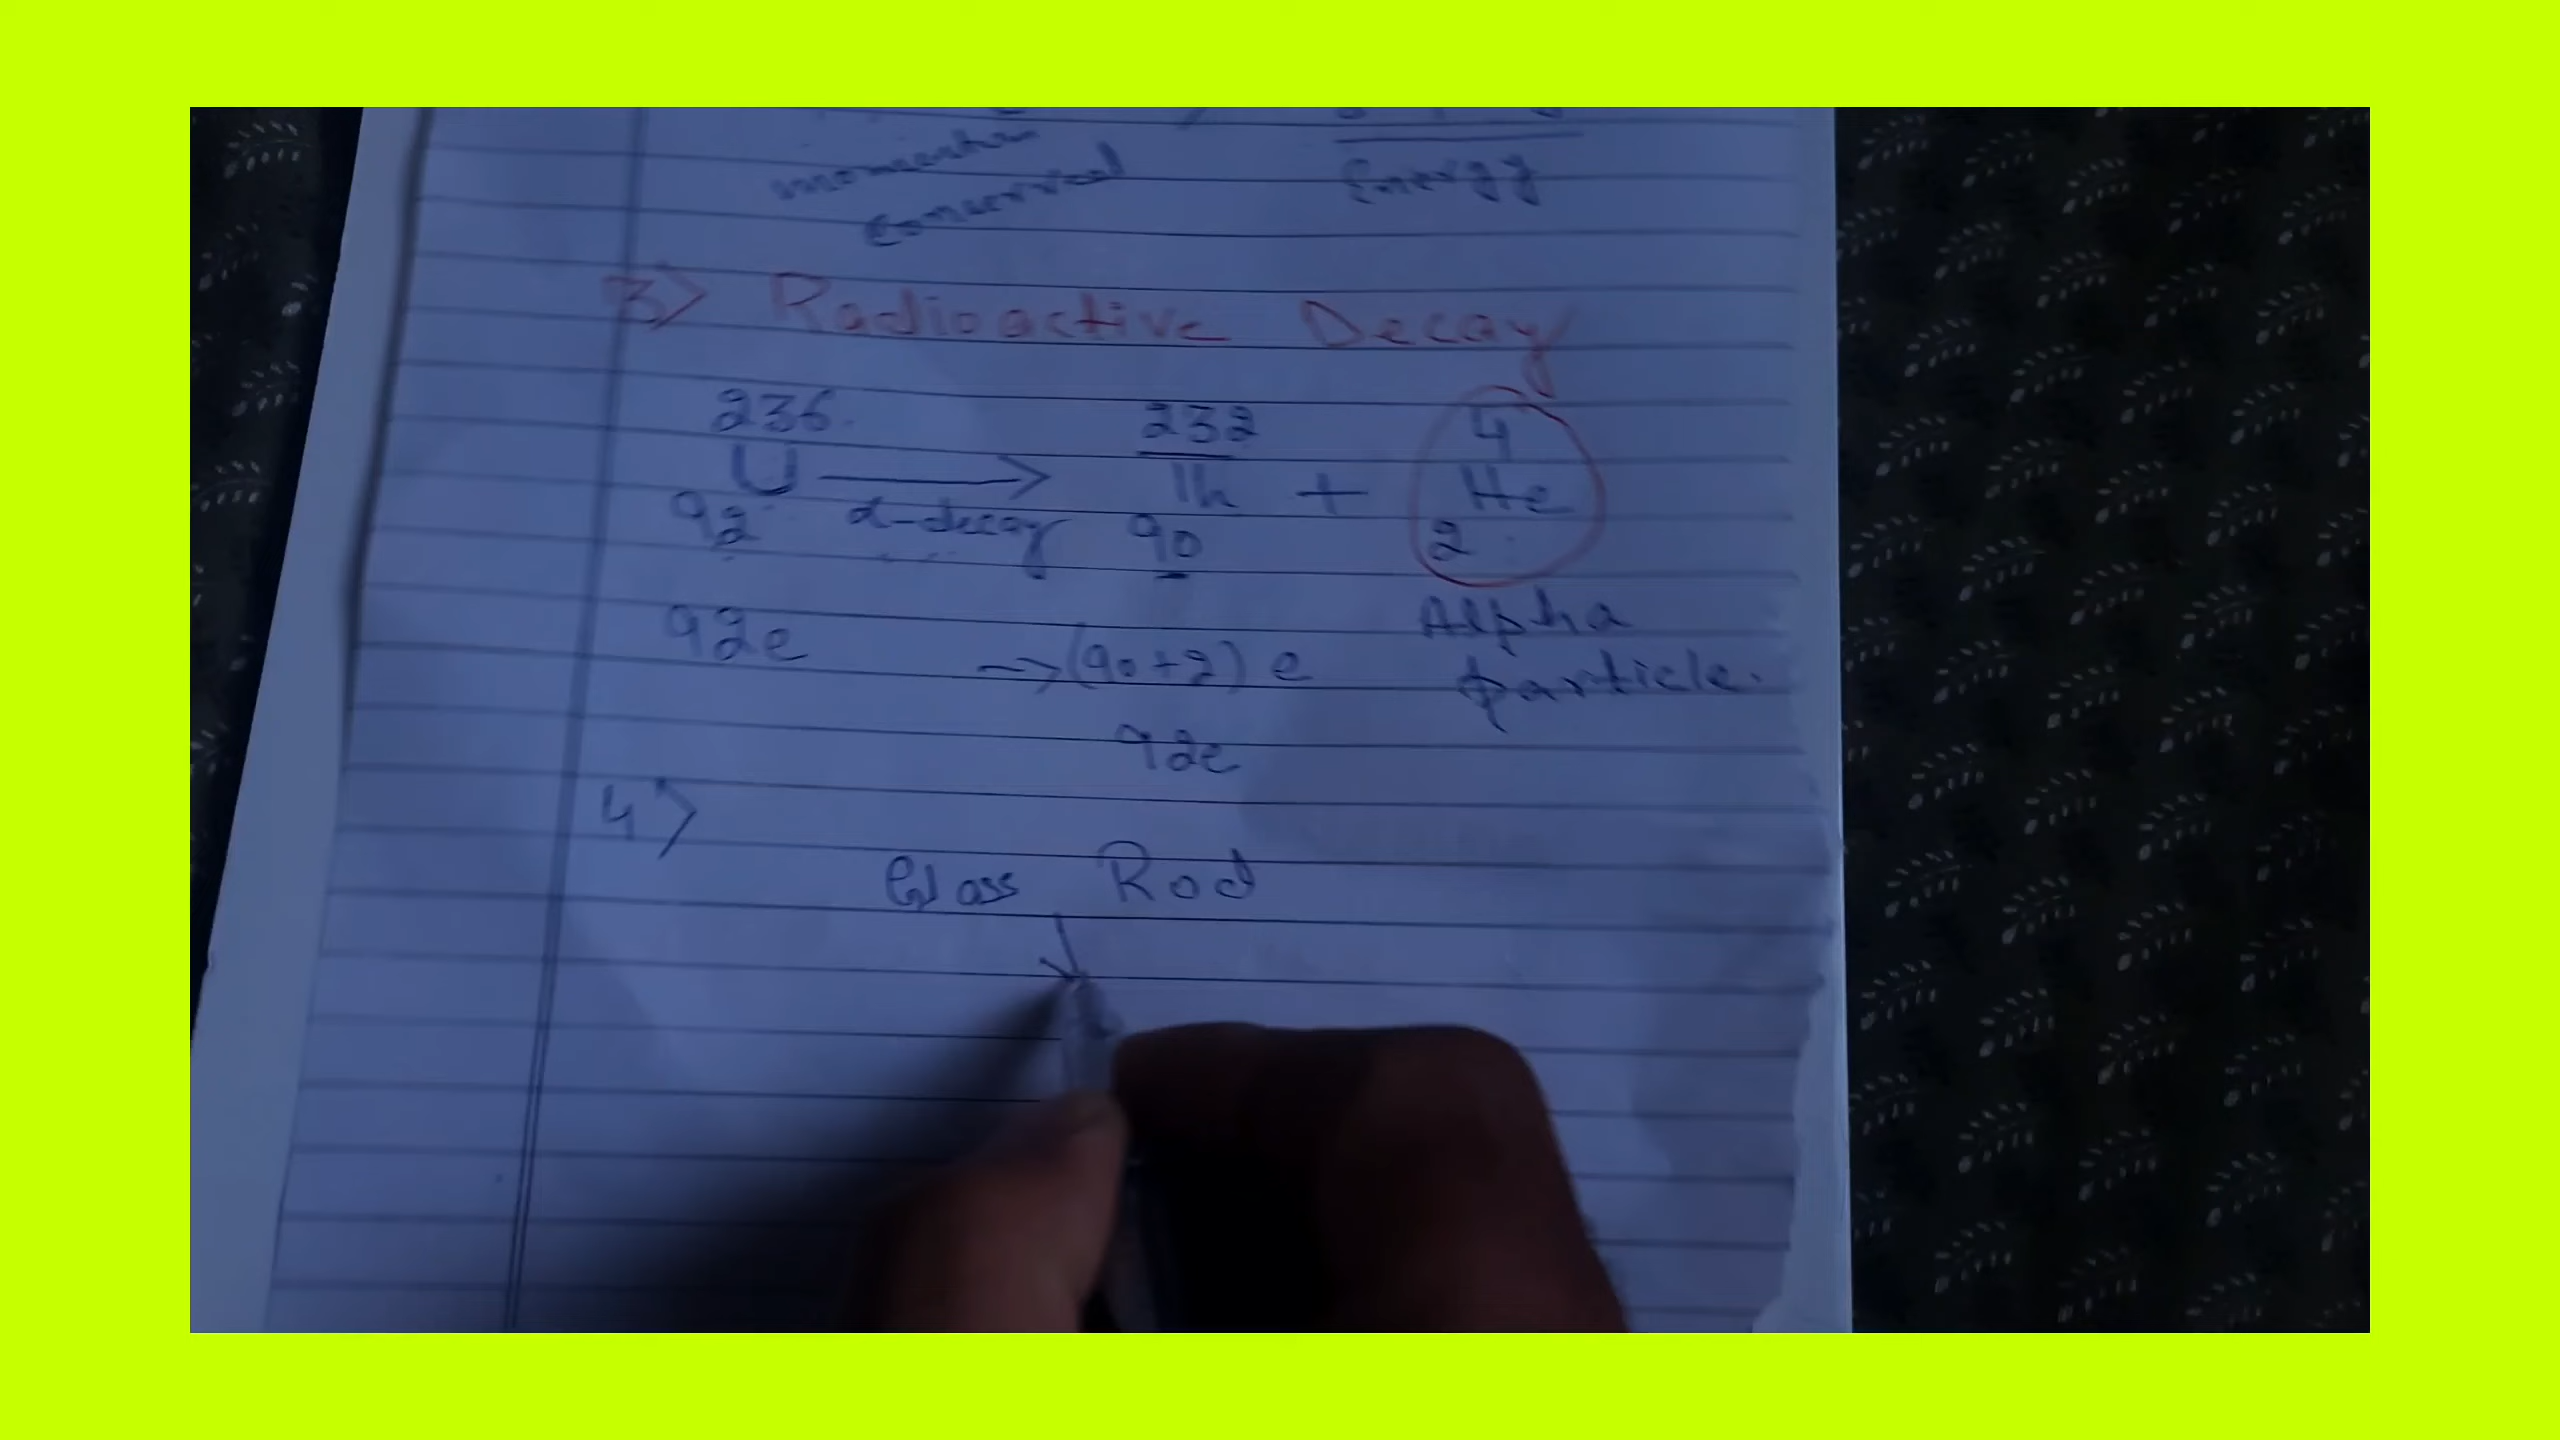 momentum
conserved
Energy
3> Radioactive Decay
236 232 4
U → Th + He
92 α-decay 90 2
Alpha
92e → (90+2) e particle.
92e
4>
Glass Rod